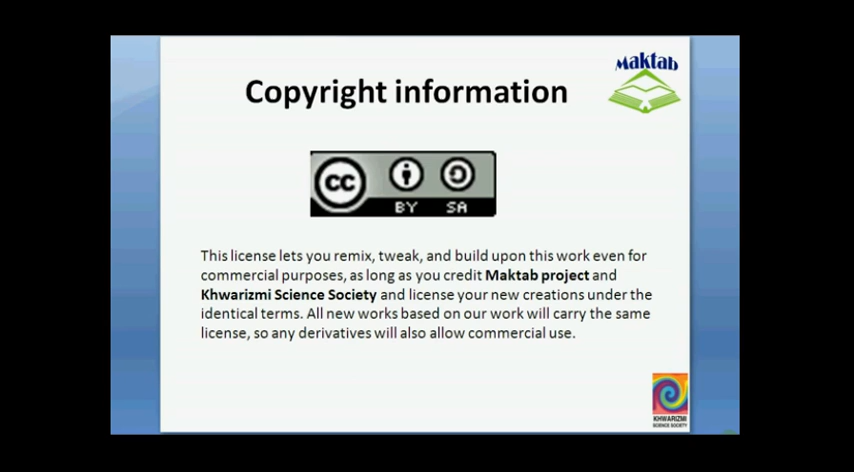 Maktab
Copyright information
cc
BY SA
This license lets you remix, tweak, and build upon this work even for
commercial purposes, as long as you credit Maktab project and
Khwarizmi Science Society and license your new creations under the
identical terms. All new works based on our work will carry the same
license, so any derivatives will also allow commercial use.
KHWARIZMI
SCIENCE SOCIETY